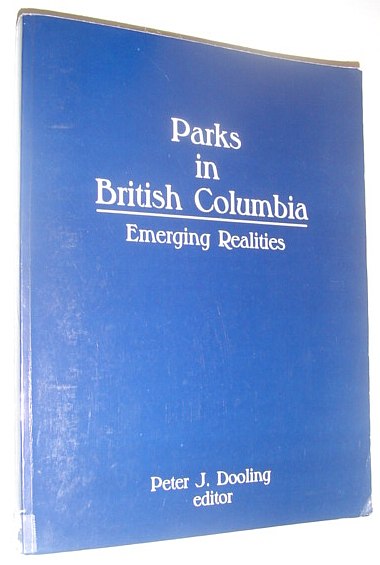 Parks
in
British Columbia
Emerging Realities
Peter J. Dooling
editor